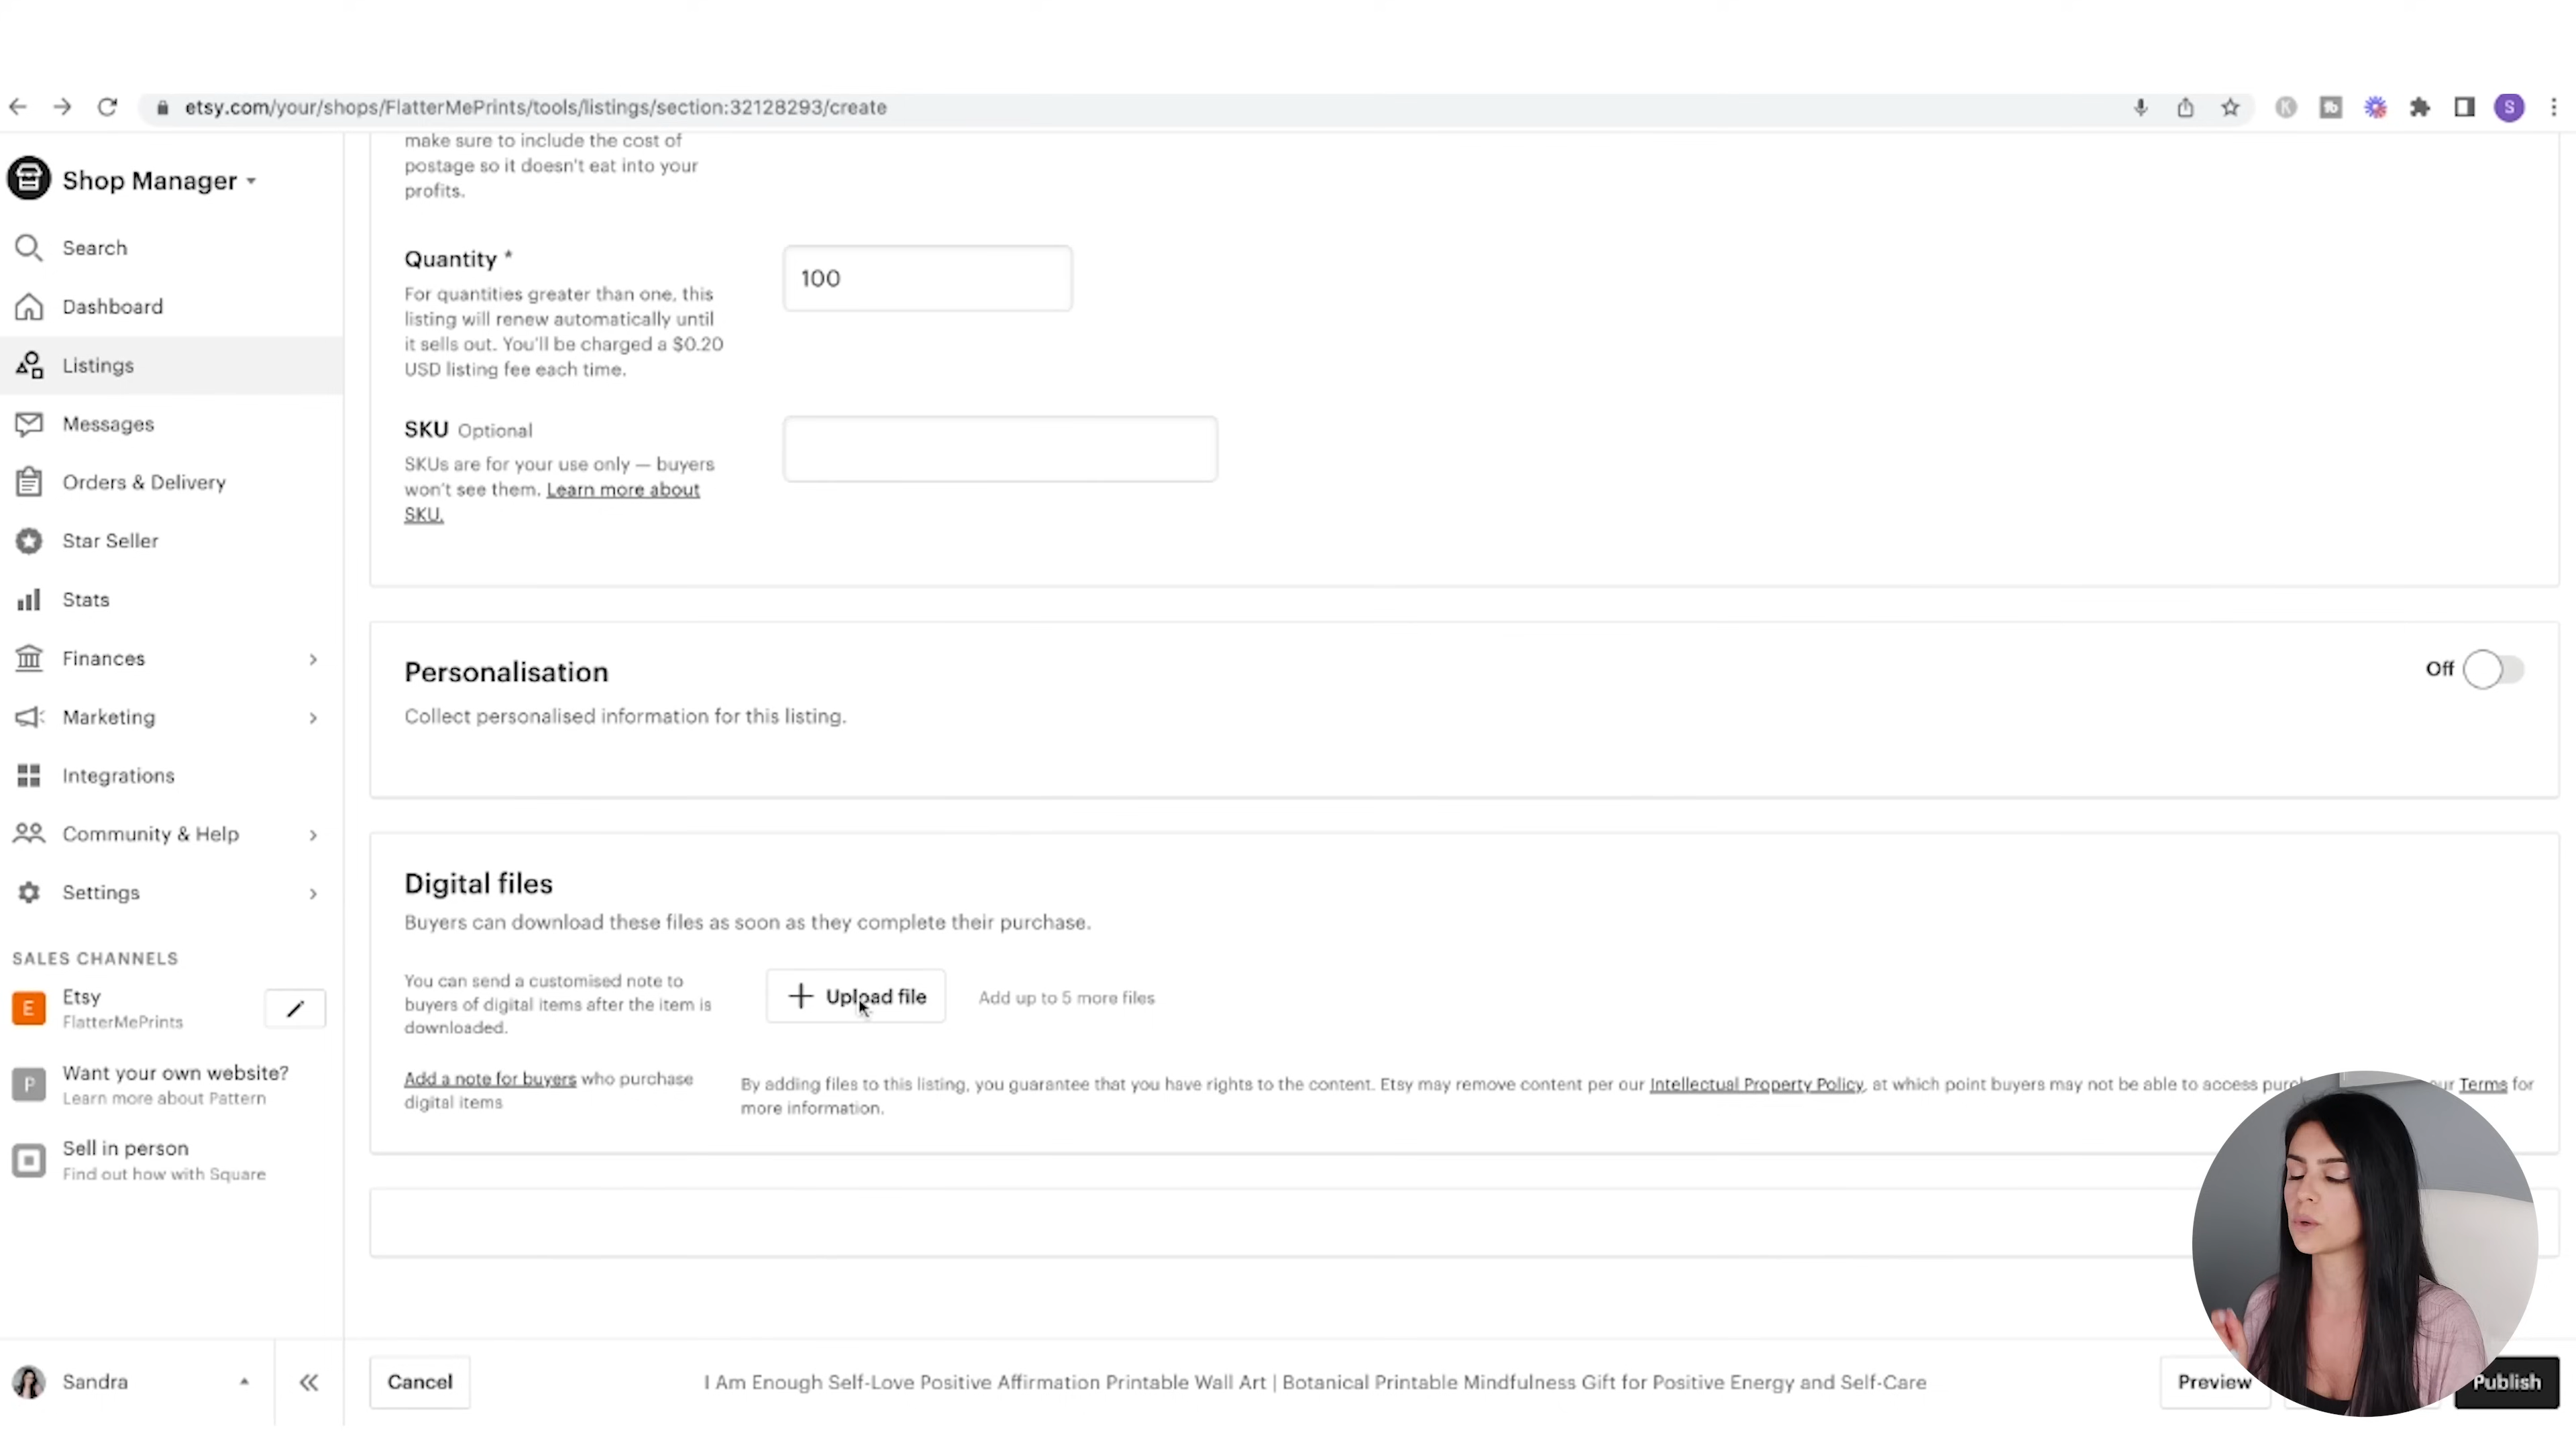 etsy.com/your/shops/FlatterMePrints/tools/listings/section:32128293/create
S
Shop Manager
Search
Dashboard
Listings
Messages
Orders & Delivery
Star Seller
Stats
Finances
Marketing
Integrations
Community & Help
Settings
SALES CHANNELS
E
Etsy
FlatterMePrints
P
Want your own website?
Learn more about Pattern
Sell in person
Find out how with Square
Sandra
make sure to include the cost of
postage so it doesn't eat into your
profits.
Quantity *
For quantities greater than one, this
listing will renew automatically until
it sells out. You'll be charged a $0.20
USD listing fee each time.
100
SKU Optional
SKUs are for your use only — buyers
won't see them. Learn more about
SKU.
Personalisation
Collect personalised information for this listing.
Off
Digital files
Buyers can download these files as soon as they complete their purchase.
You can send a customised note to
buyers of digital items after the item is
downloaded.
Add a note for buyers who purchase
digital items
Upload file
Add up to 5 more files
By adding files to this listing, you guarantee that you have rights to the content. Etsy may remove content per our Intellectual Property Policy, at which point buyers may not be able to access Terms for
more information.
Cancel
I Am Enough Self-Love Positive Affirmation Printable Wall Art | Botanical Printable Mindfulness Gift for Positive Energy and Self-Care
Preview
Publish